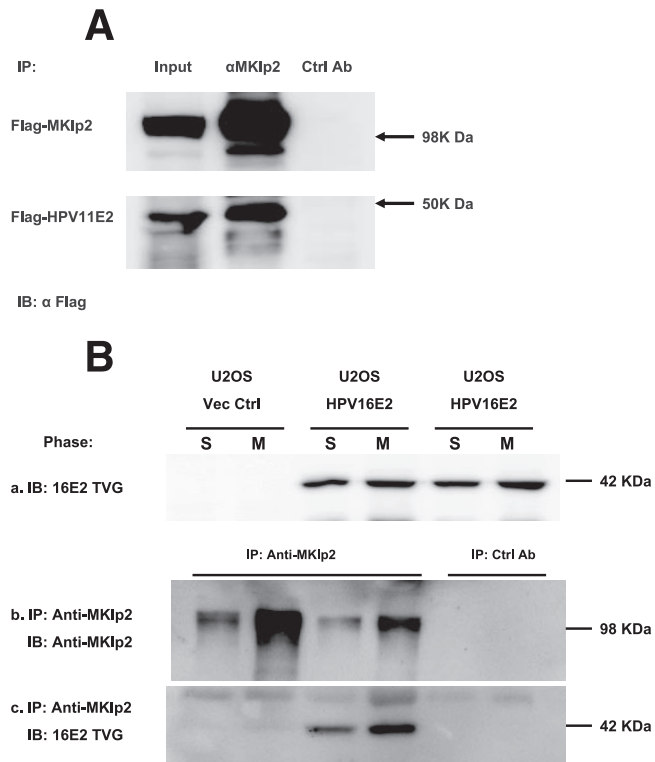 A
IP: Input αMKlp2 Ctrl Ab
Flag-MKlp2
98K Da
50K Da
Flag-HPV11E2
IB: α Flag
B
U2OS U2OS U2OS
Vec Ctrl HPV16E2 HPV16E2
Phase: S M S M S M
a. IB: 16E2 TVG 42 KDa
IP: Anti-MKlp2 IP: Ctrl Ab
b. IP: Anti-MKlp2
IB: Anti-MKlp2
98 KDa
c. IP: Anti-MKlp2
IB: 16E2 TVG
42 KDa